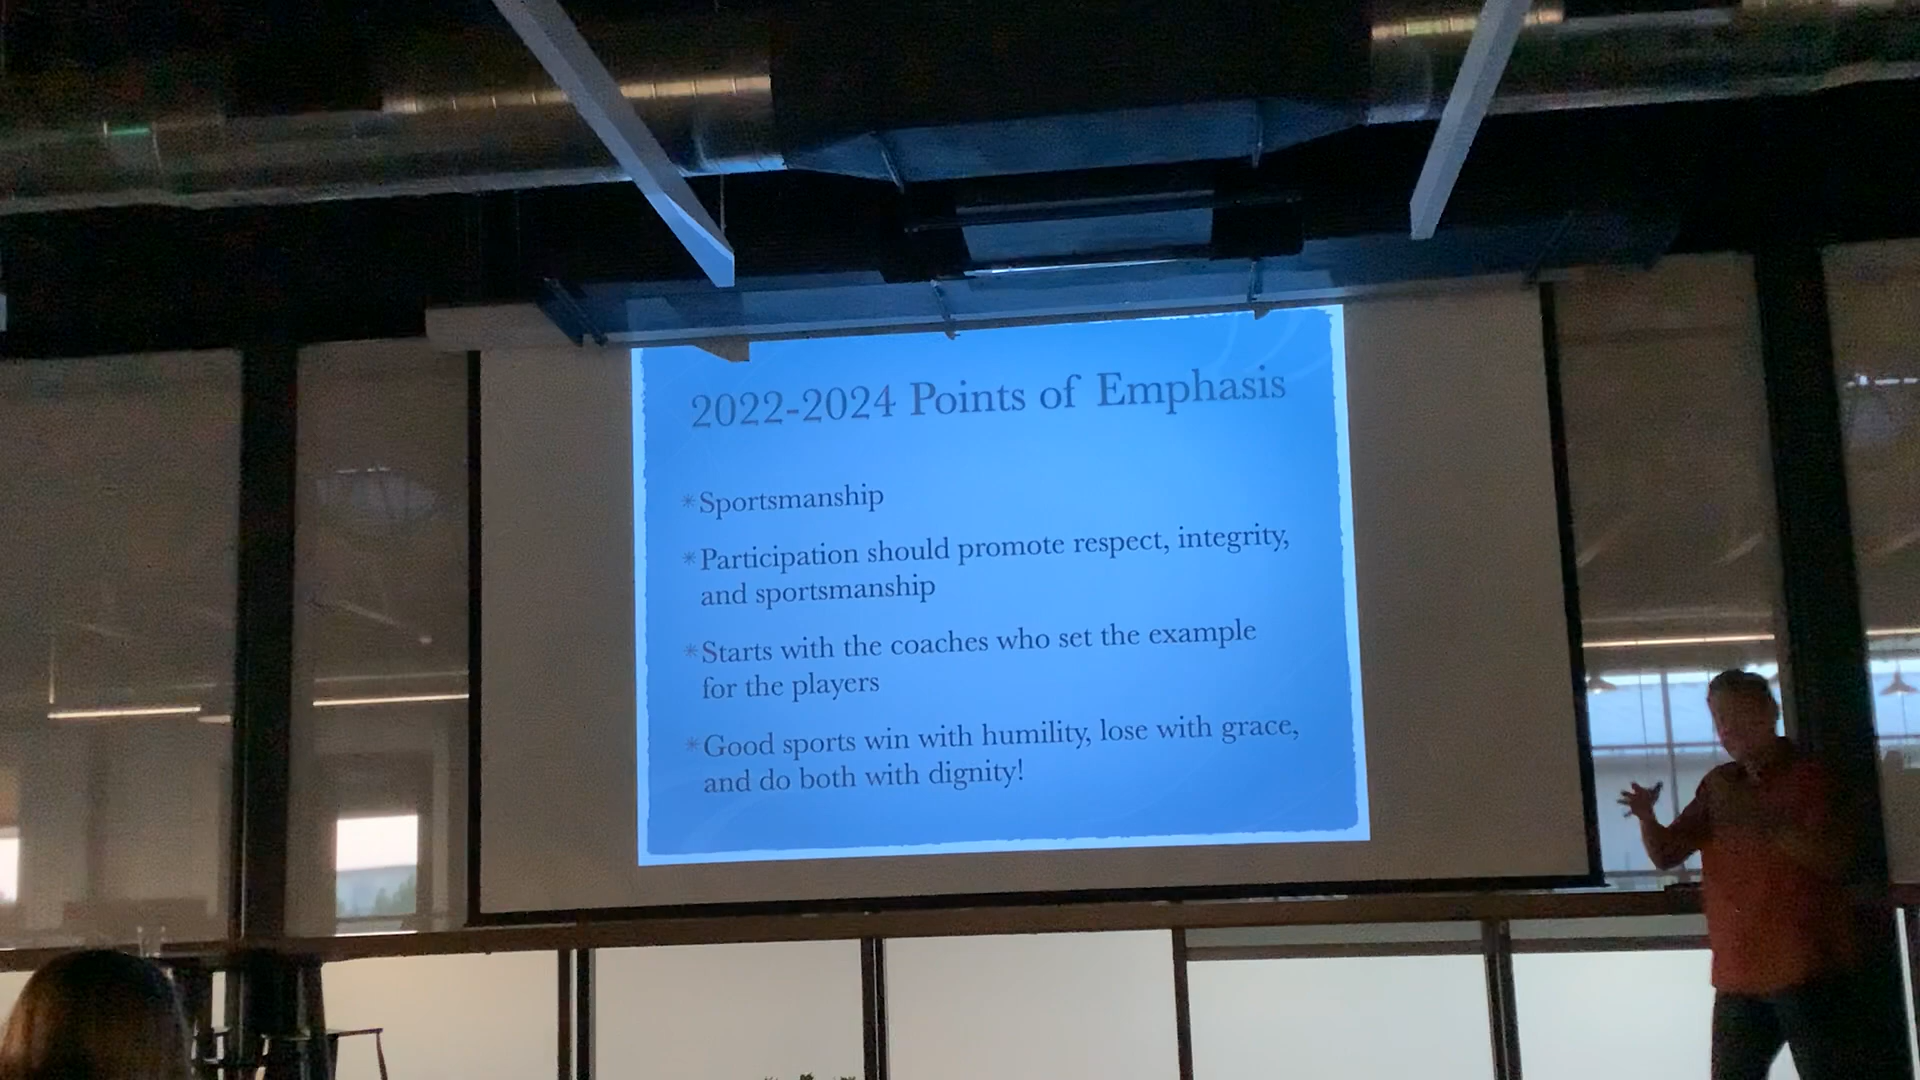 2022-2024 Points of Emphasis
*Sportsmanship
*Participation should promote respect, integrity,
and sportsmanship
*Starts with the coaches who set the example
for the players
*Good sports win with humility, lose with grace,
and do both with dignity!